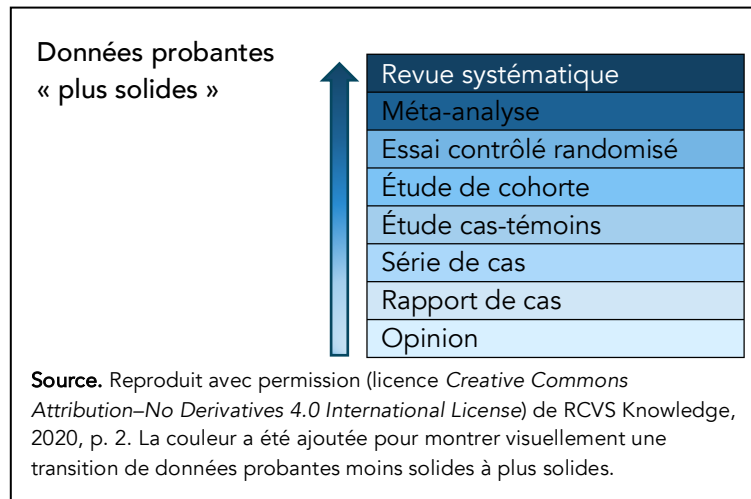 Données probantes
« plus solides »
Revue systématique
Méta-analyse
Essai contrôlé randomisé
Étude de cohorte
Étude cas-témoins
Série de cas
Rapport de cas
Opinion
Source. Reproduit avec permission (licence Creative Commons
Attribution–No Derivatives 4.0 International License) de RCVS Knowledge,
2020, p. 2. La couleur a été ajoutée pour montrer visuellement une
transition de données probantes moins solides à plus solides.